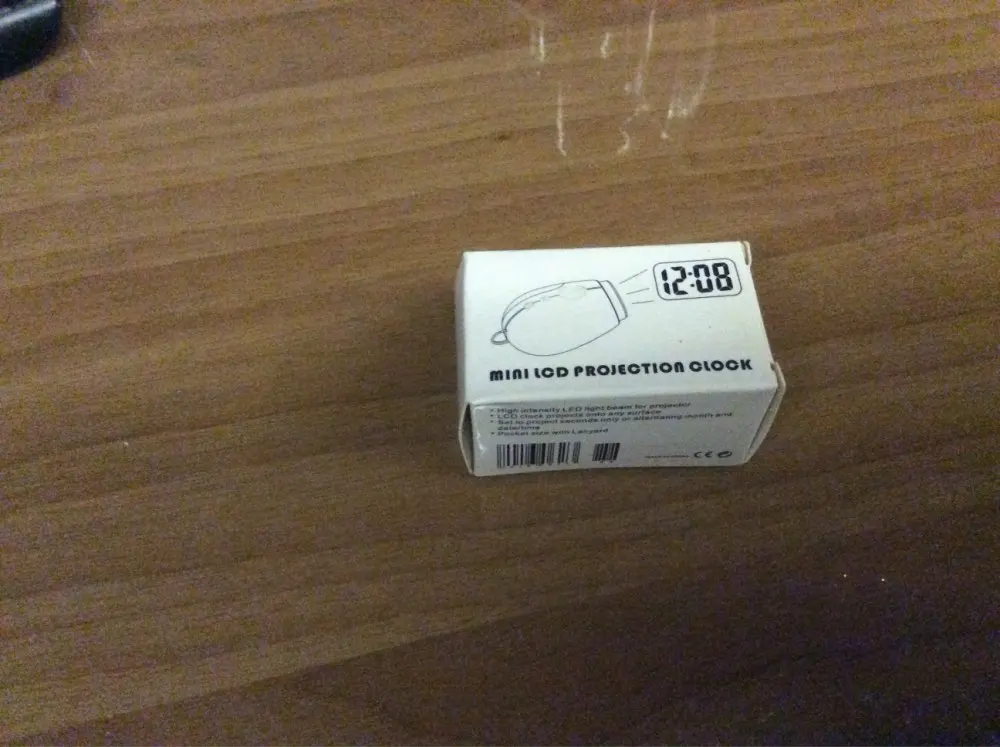 12:08
MINI LCD PROJECTION CLOCK
* High intensity LED light beam for projector
* LCD clock projects onto any surface
* Set to project seconds only or alternating month and
date/time
* Pocket size with Lanyard
CE